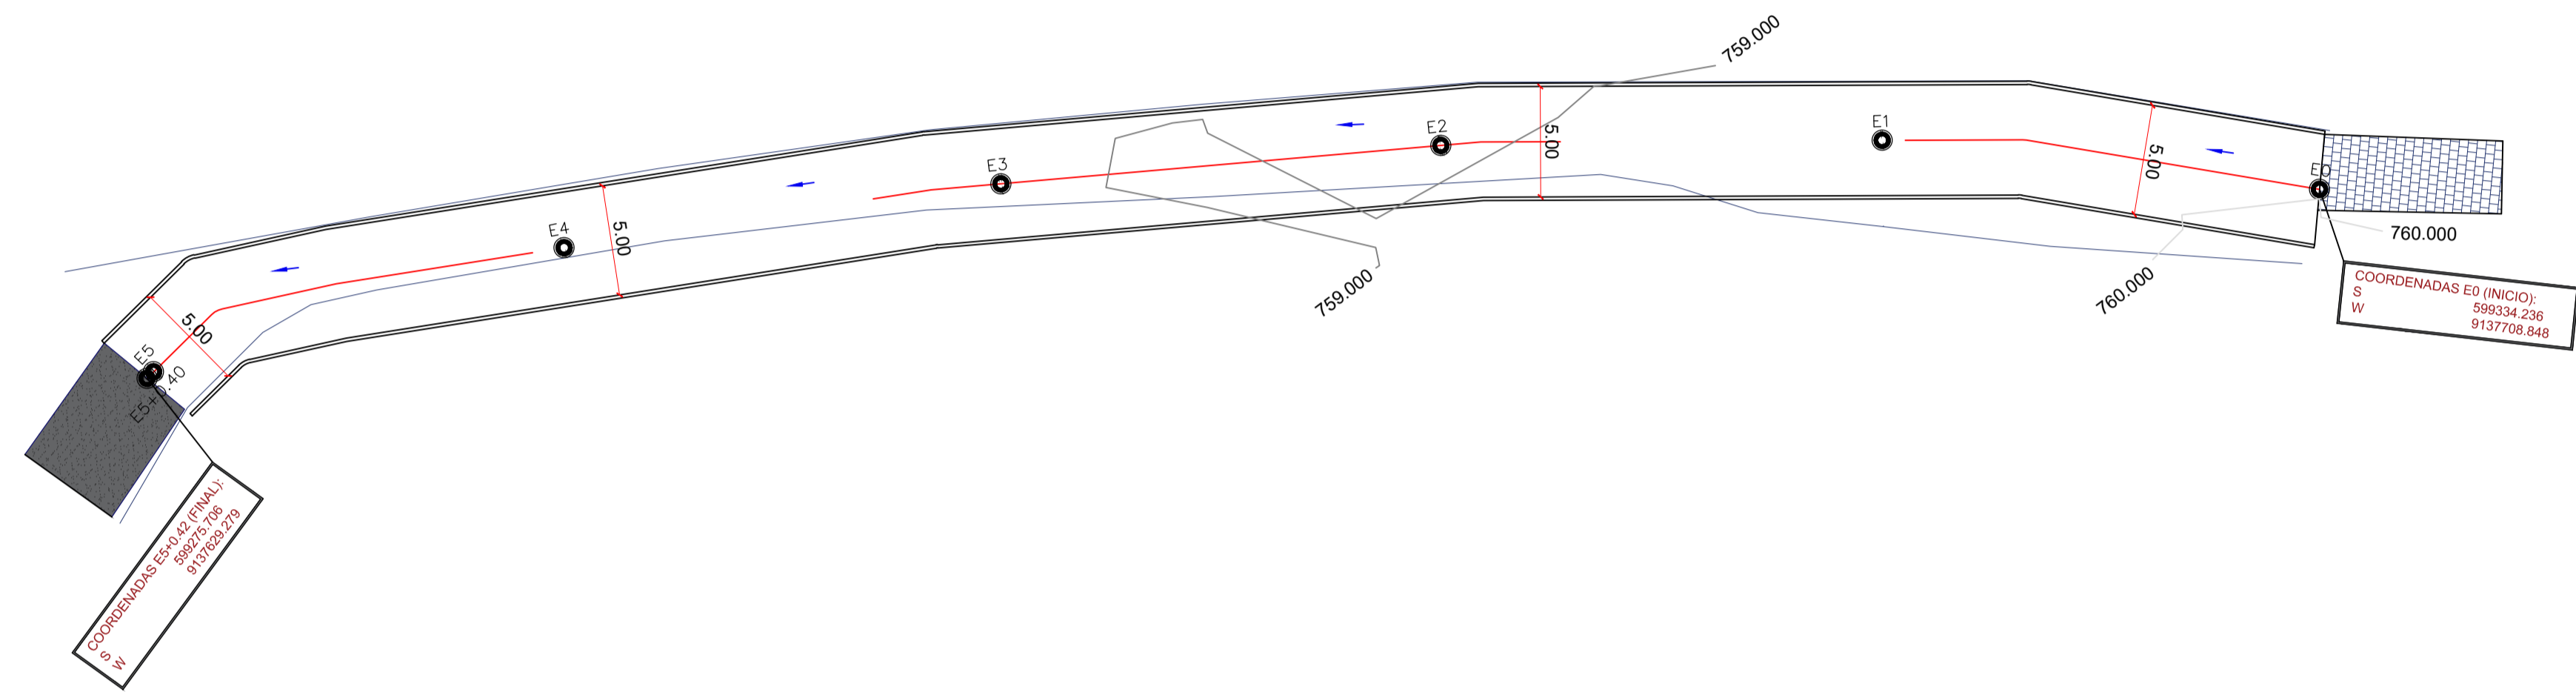 759.000
E1
E2
5.00
5.00
E0
E3
5.00
E4
760.000
759.000
760.000
COORDENADAS E0 (INICIO):
S 599334.236
W 9137708.848
5.00
E5
E5+0.40
COORDENADAS E5+0.42 (FINAL):
S 599275.706
W 9137629.279